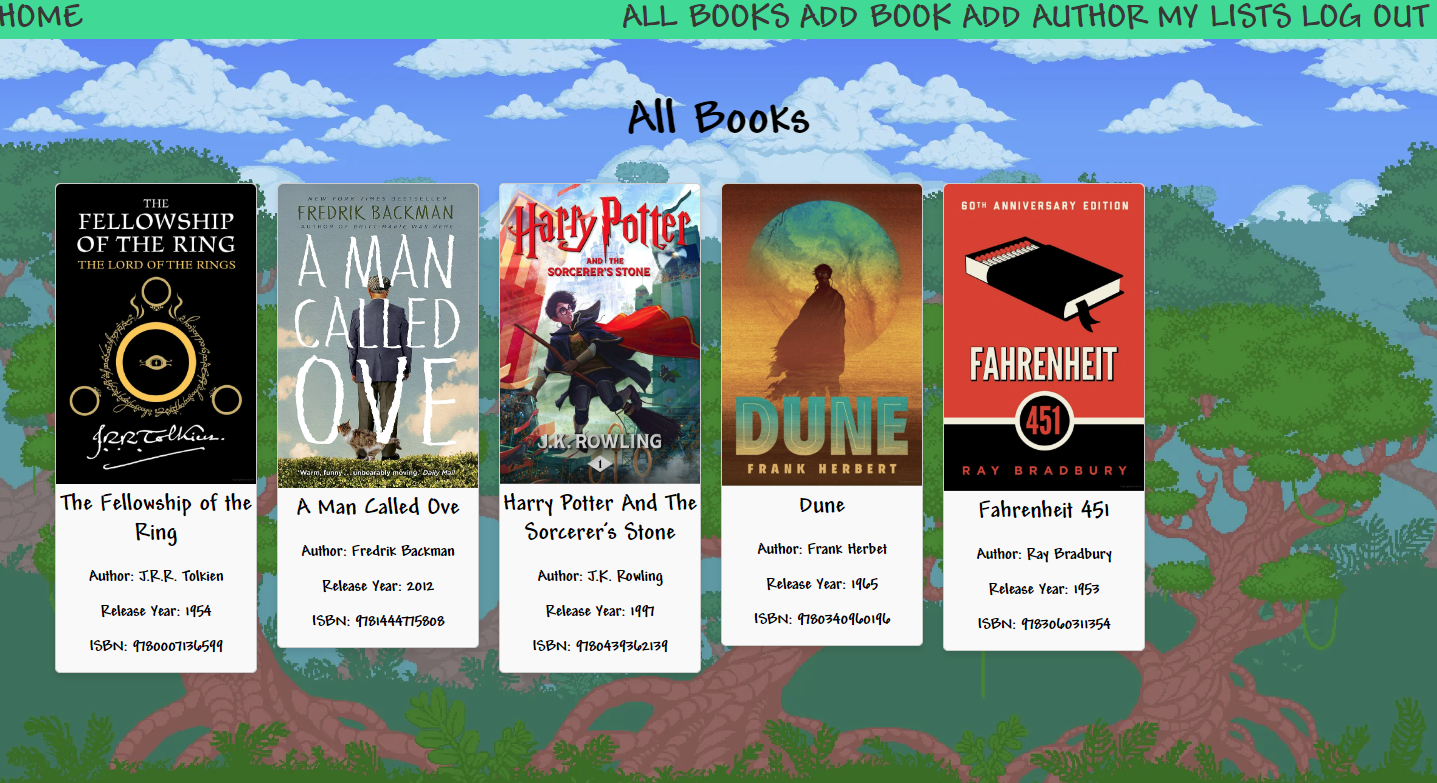 HOME ALL BOOKS ADD BOOK ADD AUTHOR MY LISTS LOG OUT
All Books
THE
FELLOWSHIP
OF THE RING
THE LORD OF THE RINGS
J.R.R. Tolkien.
The Fellowship of the
Ring
Author: J.R.R. Tolkien
Release Year: 1954
ISBN: 9780007136599
NEW YORK TIMES BESTSELLER
FREDRIK BACKMAN
AUTHOR OF BRITT-MARIE WAS HERE
A MAN
CALLED
OVE
'Warm, funny... unbearably moving.' Daily Mail
A Man Called Ove
Author: Fredrik Backman
Release Year: 2012
ISBN: 9781444775808
Harry Potter
AND THE
SORCERER'S STONE
J.K. ROWLING
1
Harry Potter And The
Sorcerer's Stone
Author: J.K. Rowling
Release Year: 1997
ISBN: 9780439362139
DUNE
FRANK HERBERT
Dune
Author: Frank Herbet
Release Year: 1965
ISBN: 9780340960196
60TH ANNIVERSARY EDITION
FAHRENHEIT
451
RAY BRADBURY
Fahrenheit 451
Author: Ray Bradbury
Release Year: 1953
ISBN: 9783060311354